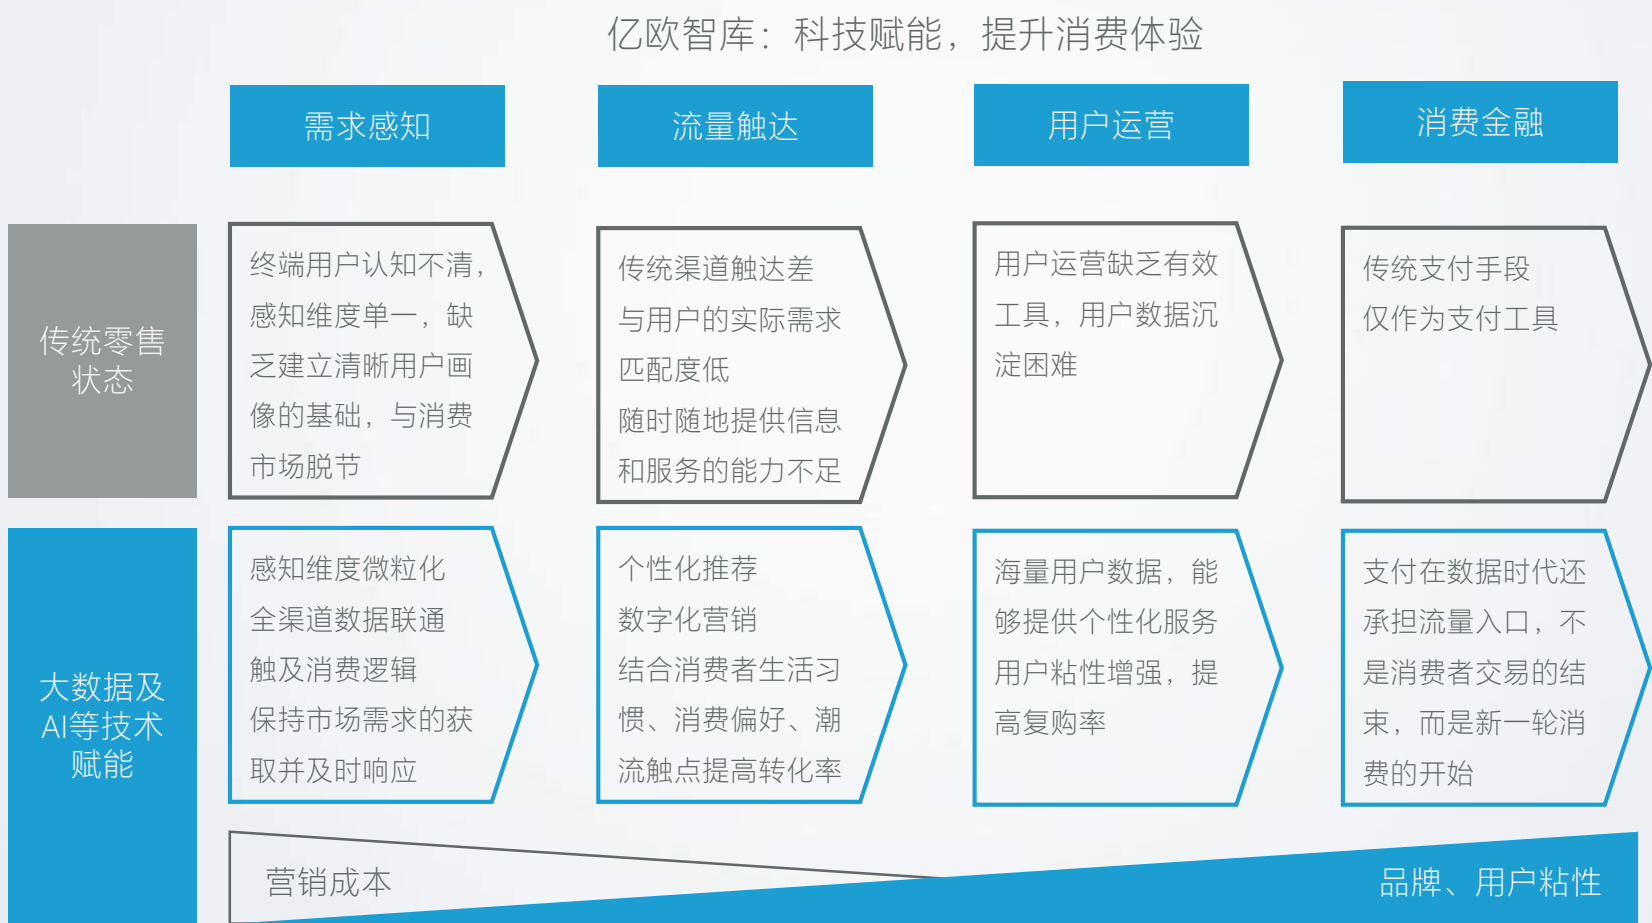 亿欧智库：科技赋能，提升消费体验
需求感知
流量触达
用户运营
消费金融
传统零售
状态
终端用户认知不清，
感知维度单一，缺
乏建立清晰用户画
像的基础，与消费
市场脱节
传统渠道触达差
与用户的实际需求
匹配度低
随时随地提供信息
和服务的能力不足
用户运营缺乏有效
工具，用户数据沉
淀困难
传统支付手段
仅作为支付工具
大数据及
AI等技术
赋能
感知维度微粒化
全渠道数据联通
触及消费逻辑
保持市场需求的获
取并及时响应
个性化推荐
数字化营销
结合消费者生活习
惯、消费偏好、潮
流触点提高转化率
海量用户数据，能
够提供个性化服务
用户粘性增强，提
高复购率
支付在数据时代还
承担流量入口，不
是消费者交易的结
束，而是新一轮消
费的开始
营销成本
品牌、用户粘性